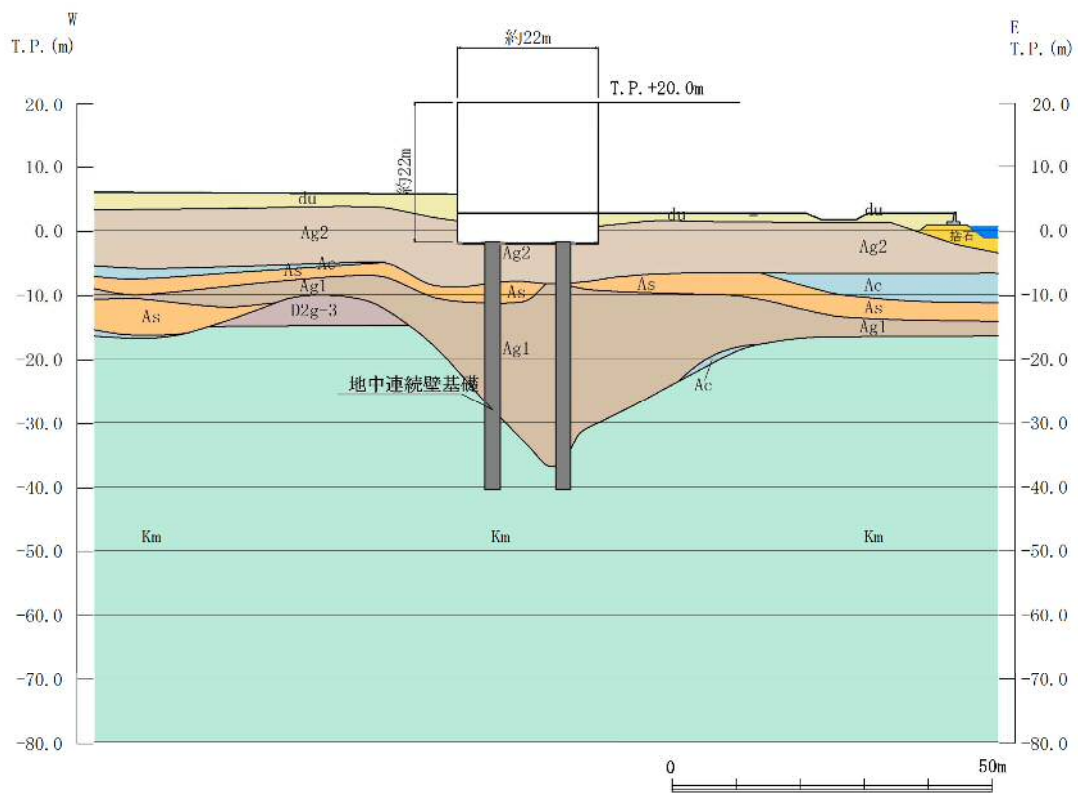 W
T.P.(m)
約22m
E
T.P.(m)
T.P.+20.0m
20.0
20.0
約22m
10.0
10.0
du
du
du
0.0
Ag2
Ag2
Ag2
捨石
0.0
As
Ac
Ag1
As
As
Ac
-10.0
-10.0
As
D2g-3
As
Ag1
Ag1
-20.0
Ac
-20.0
地中連続壁基礎
-30.0
-30.0
-40.0
-40.0
Km
Km
Km
-50.0
-50.0
-60.0
-60.0
-70.0
-70.0
-80.0
-80.0
0
50m